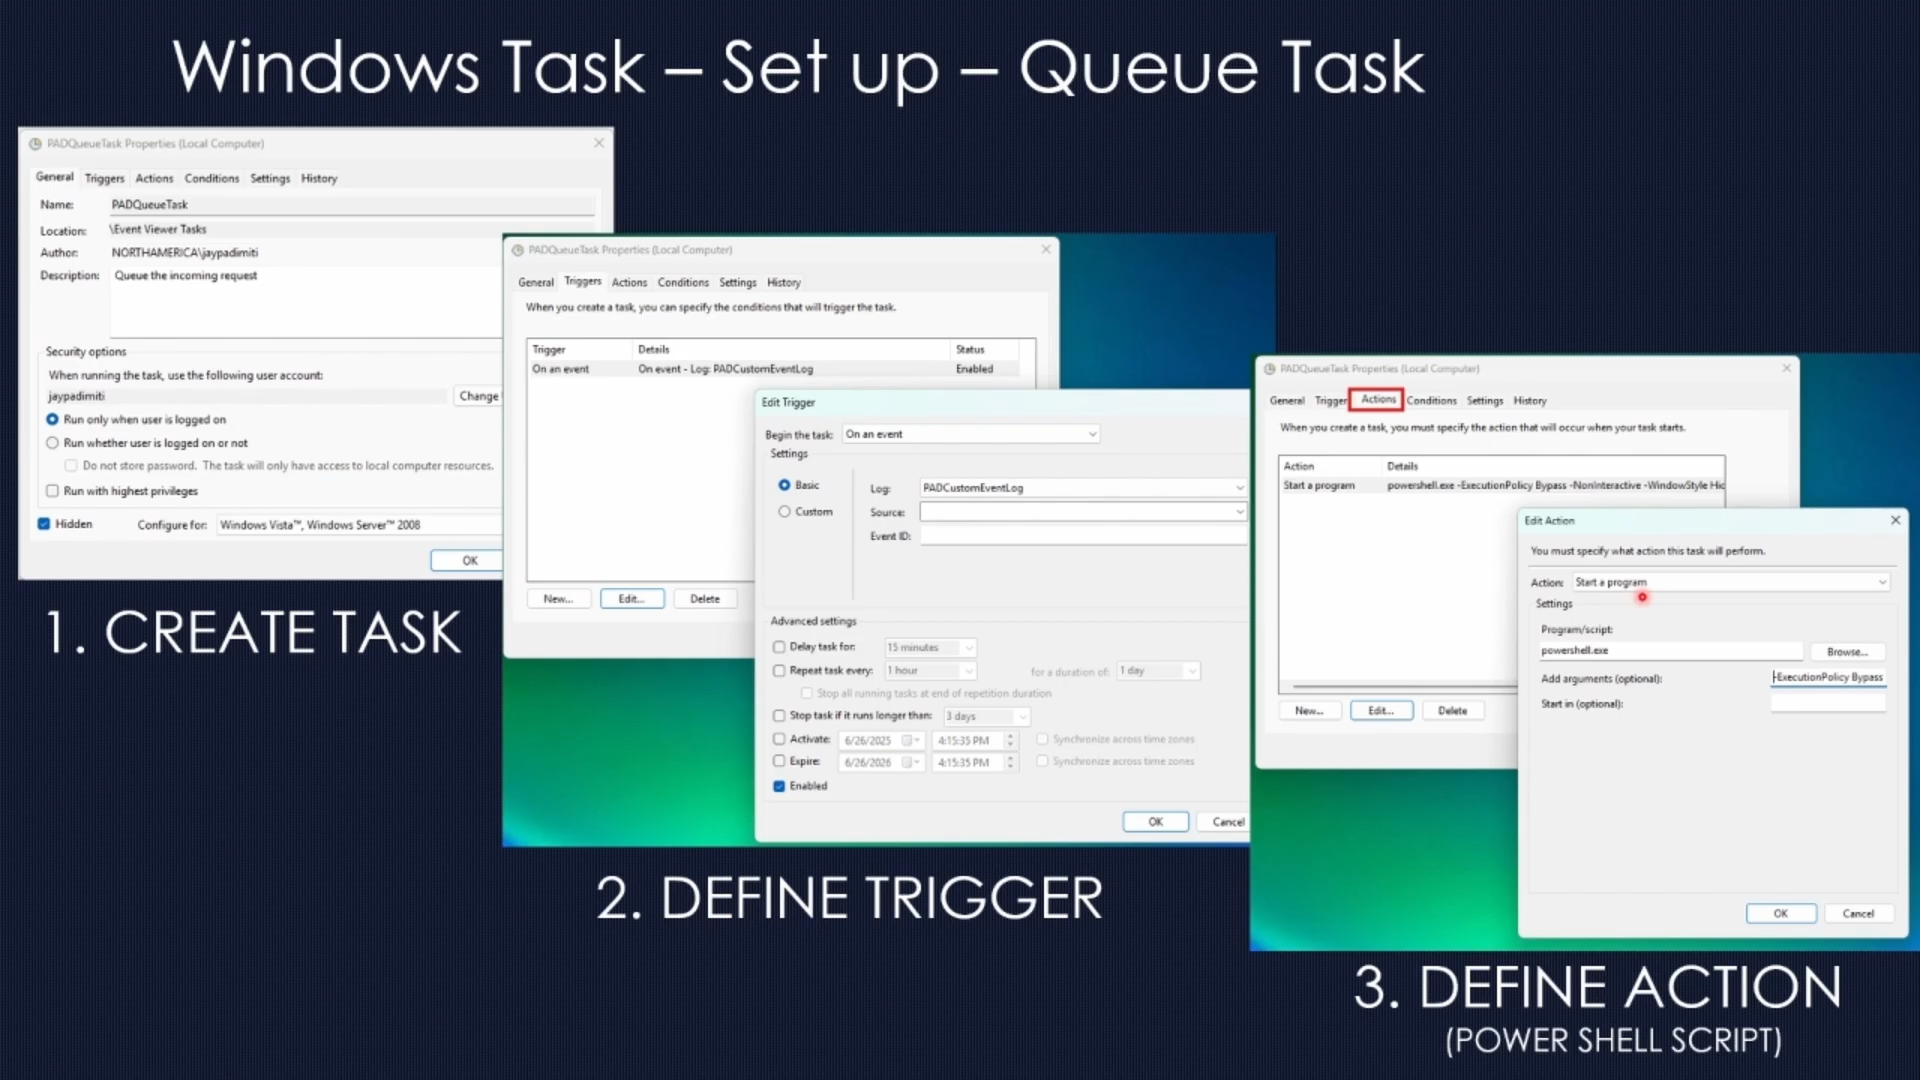 Windows Task – Set up – Queue Task
PADQueueTask Properties (Local Computer)
General Triggers Actions Conditions Settings History
Name: PADQueueTask
Location: \Event Viewer Tasks
Author: NORTHAMERICA\jaypadimiti
Description: Queue the incoming request
Security options
When running the task, use the following user account:
jaypadimiti Change
Run only when user is logged on
Run whether user is logged on or not
Do not store password. The task will only have access to local computer resources.
Run with highest privileges
Hidden Configure for: Windows Vista™, Windows Server™ 2008
OK
1. CREATE TASK
PADQueueTask Properties (Local Computer)
General Triggers Actions Conditions Settings History
When you create a task, you can specify the conditions that will trigger the task.
Trigger Details Status
On an event On event - Log: PADCustomEventLog Enabled
New... Edit... Delete
Edit Trigger
Begin the task: On an event
Settings
Basic
Custom
Log: PADCustomEventLog
Source:
Event ID:
Advanced settings
Delay task for: 15 minutes
Repeat task every: 1 hour for a duration of: 1 day
Stop all running tasks at end of repetition duration
Stop task if it runs longer than: 3 days
Activate: 6/26/2025 4:15:35 PM Synchronize across time zones
Expire: 6/26/2026 4:15:35 PM Synchronize across time zones
Enabled
OK Cancel
2. DEFINE TRIGGER
PADQueueTask Properties (Local Computer)
General Trigger Actions Conditions Settings History
When you create a task, you must specify the action that will occur when your task starts.
Action Details
Start a program powershell.exe -ExecutionPolicy Bypass -NonInteractive -WindowStyle Hic
New... Edit... Delete
Edit Action
You must specify what action this task will perform.
Action: Start a program
Settings
Program/script:
powershell.exe Browse...
Add arguments (optional): -ExecutionPolicy Bypass
Start in (optional):
OK Cancel
3. DEFINE ACTION
(POWER SHELL SCRIPT)